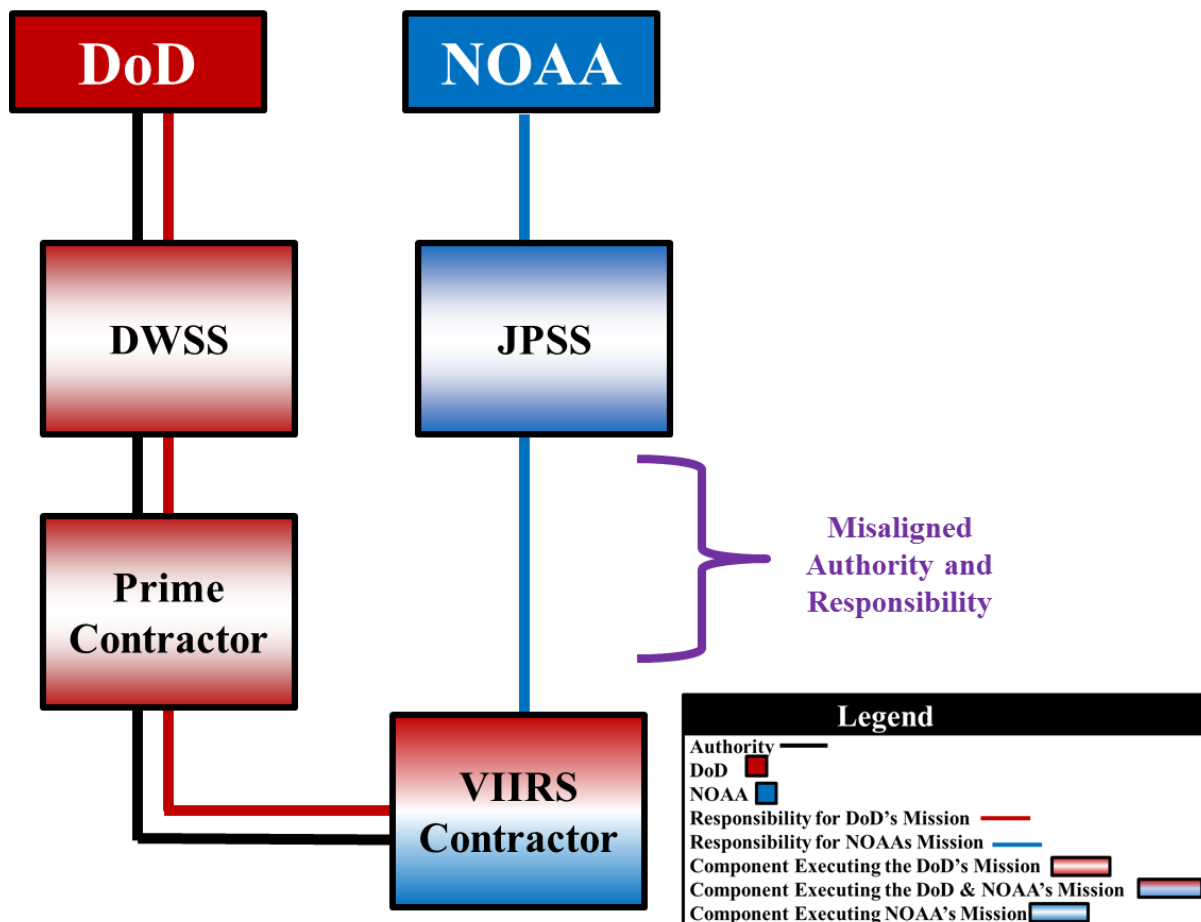 DoD
NOAA
DWSS
JPSS
Prime
Contractor
Misaligned
Authority and
Responsibility
VIIRS
Contractor
Legend
Authority
DoD
NOAA
Responsibility for DoD's Mission
Responsibility for NOAAs Mission
Component Executing the DoD's Mission
Component Executing the DoD & NOAA's Mission
Component Executing NOAA's Mission